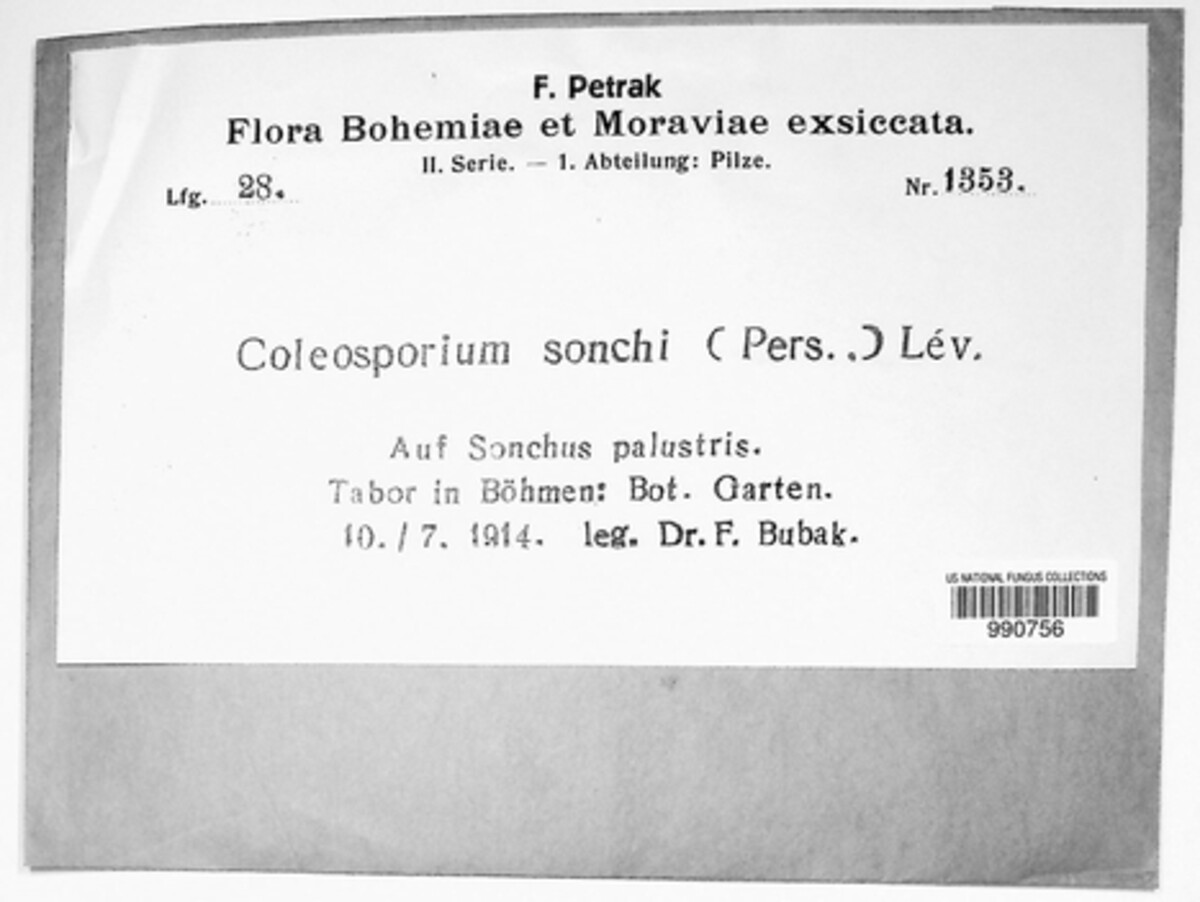 F. Petrak
Flora Bohemiae et Moraviae exsiccata.
II. Serie. — 1. Abteilung: Pilze.
Lfg. 28.
Nr. 1353.
Coleosporium sonchi (Pers. .) Lév.
Auf Sonchus palustris.
Tabor in Böhmen: Bot. Garten.
10. / 7. 1914. leg. Dr. F. Bubak.
US NATIONAL FUNGUS COLLECTIONS
990756